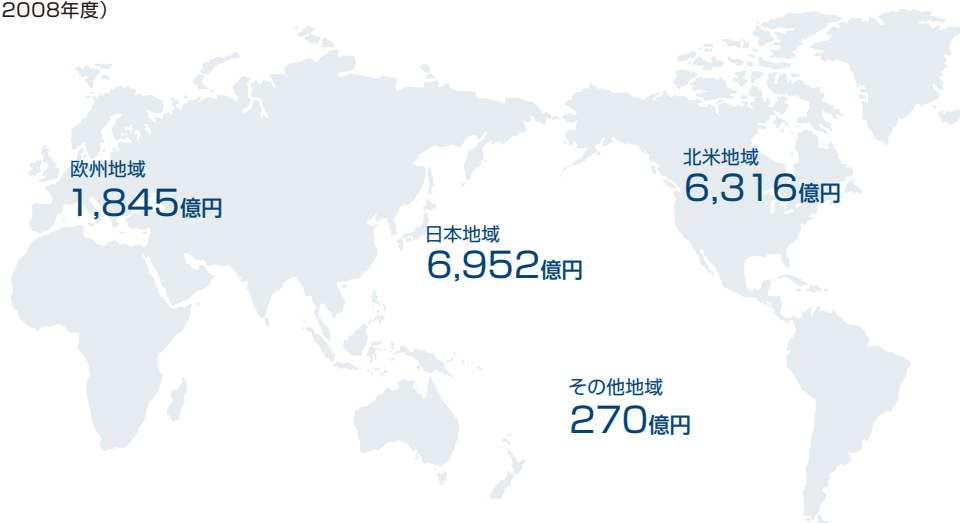 2008年度）
欧州地域
1,845億円
北米地域
6,316億円
日本地域
6,952億円
その他地域
270億円